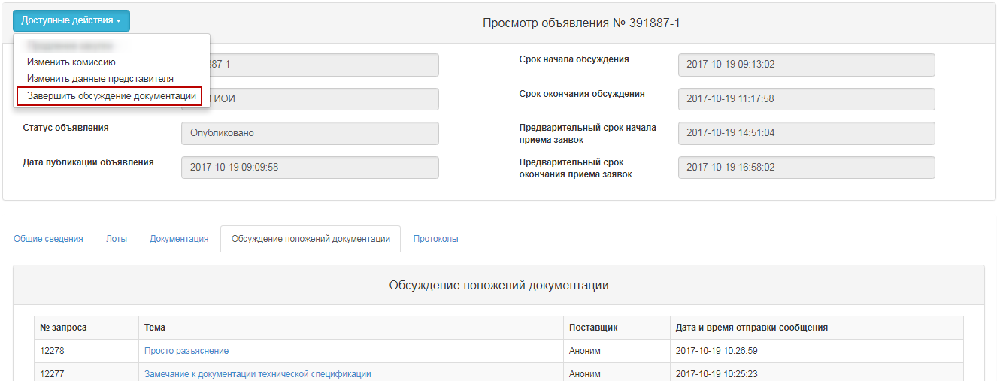 Доступные действия
Просмотр объявления № 391887-1
Изменить комиссию
Изменить данные представителя
Завершить обсуждение документации
887-1
ИОИ
Статус объявления
Опубликовано
Дата публикации объявления
2017-10-19 09:09:58
Срок начала обсуждения
2017-10-19 09:13:02
Срок окончания обсуждения
2017-10-19 11:17:58
Предварительный срок начала
приема заявок
2017-10-19 14:51:04
Предварительный срок
окончания приема заявок
2017-10-19 16:58:02
Общие сведения Лоты Документация Обсуждение положений документации Протоколы
Обсуждение положений документации
№ запроса Тема Поставщик Дата и время отправки сообщения
12278 Просто разъяснение Аноним 2017-10-19 10:26:59
12277 Замечание к документации технической спецификации Аноним 2017-10-19 10:25:23